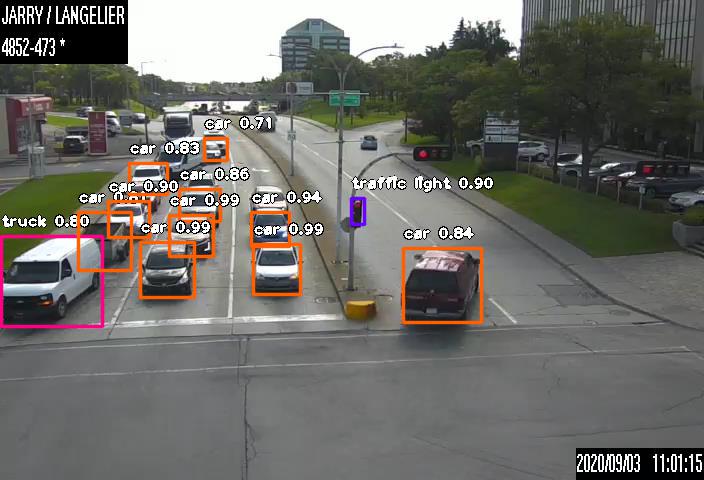 JARRY / LANGELIER
4852-473 *
car 0.71
car 0.83
car 0.86
car 0.90
traffic light 0.90
car 0.94
car 0.99
truck 0.80
car 0.99
car 0.99
car 0.84
2020/09/03 11:01:15